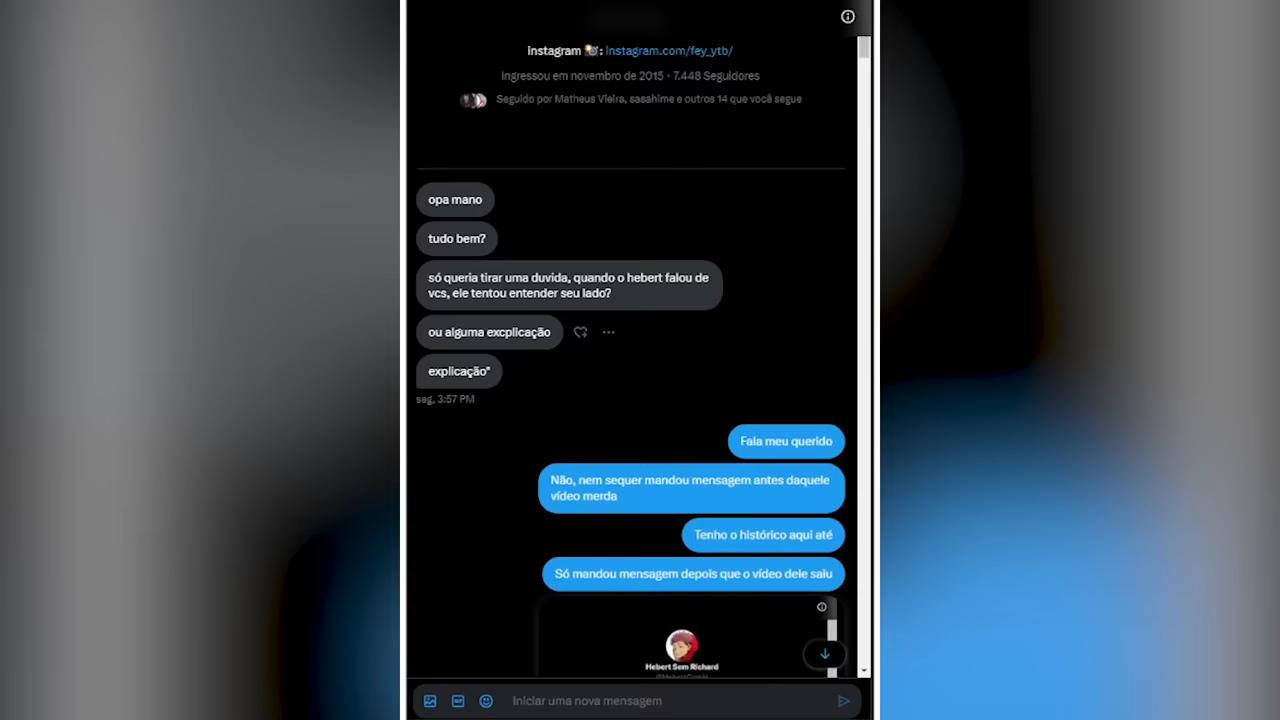 instagram 📸: instagram.com/fey_ytb/
Ingressou em novembro de 2015 · 7.448 Seguidores
Seguido por Matheus Vieira, sasahime e outros 14 que você segue
opa mano
tudo bem?
só queria tirar uma duvida, quando o hebert falou de
vcs, ele tentou entender seu lado?
ou alguma excplicação
explicação*
seg, 3:57 PM
Fala meu querido
Não, nem sequer mandou mensagem antes daquele
vídeo merda
Tenho o histórico aqui até
Só mandou mensagem depois que o vídeo dele saiu
Hebert Sem Richard
GIF
Iniciar uma nova mensagem